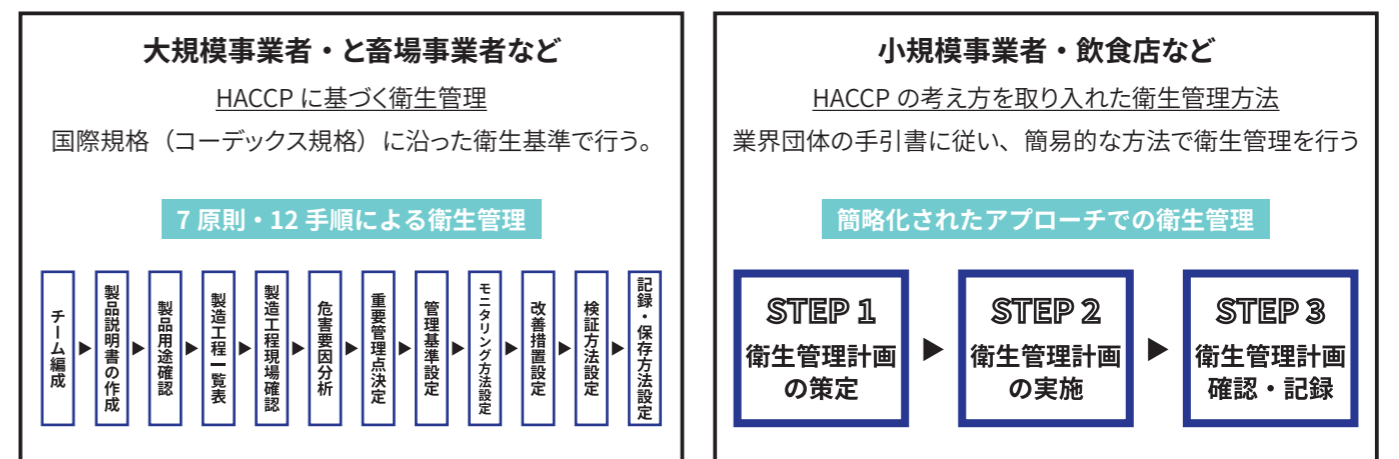 大規模事業者・と畜場事業者など
HACCP に基づく衛生管理
国際規格（コーデックス規格）に沿った衛生基準で行う。
7 原則・12 手順による衛生管理
チーム編成
製品説明書の作成
製品用途確認
製造工程一覧表
製造工程現場確認
危害要因分析
重要管理点決定
管理基準設定
モニタリング方法設定
改善措置設定
検証方法設定
記録・保存方法設定
小規模事業者・飲食店など
HACCP の考え方を取り入れた衛生管理方法
業界団体の手引書に従い、簡易的な方法で衛生管理を行う
簡略化されたアプローチでの衛生管理
STEP 1
衛生管理計画
の策定
STEP 2
衛生管理計画
の実施
STEP 3
衛生管理計画
確認・記録